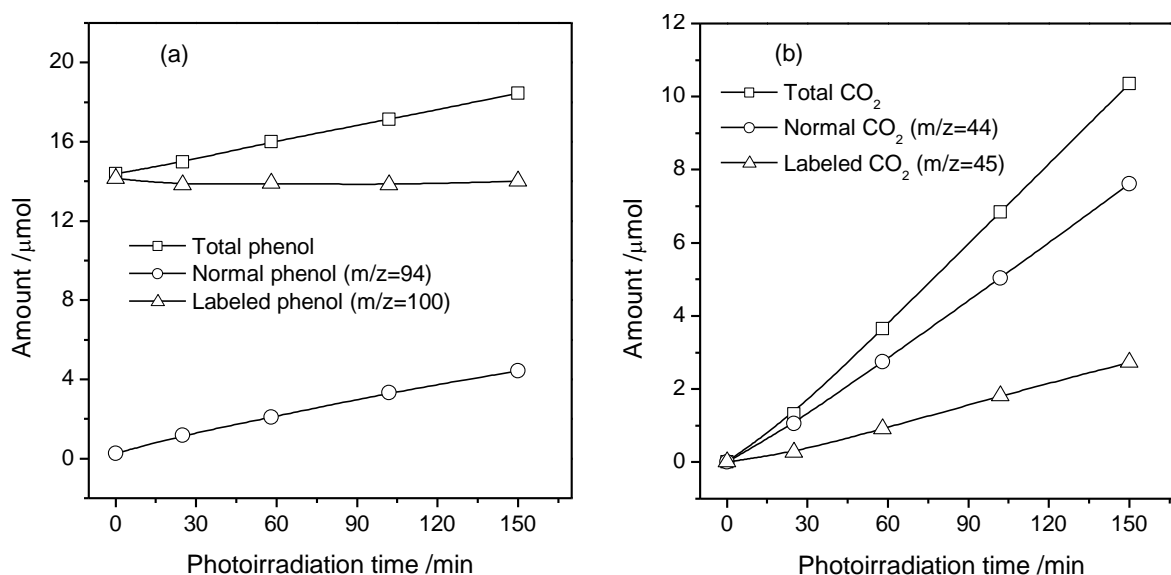 (a)
Total phenol
Normal phenol (m/z=94)
Labeled phenol (m/z=100)
20
16
12
8
4
0
Amount /μmol
0 30 60 90 120 150
Photoirradiation time /min
(b)
Total CO₂
Normal CO₂ (m/z=44)
Labeled CO₂ (m/z=45)
12
10
8
6
4
2
0
Amount /μmol
0 30 60 90 120 150
Photoirradiation time /min